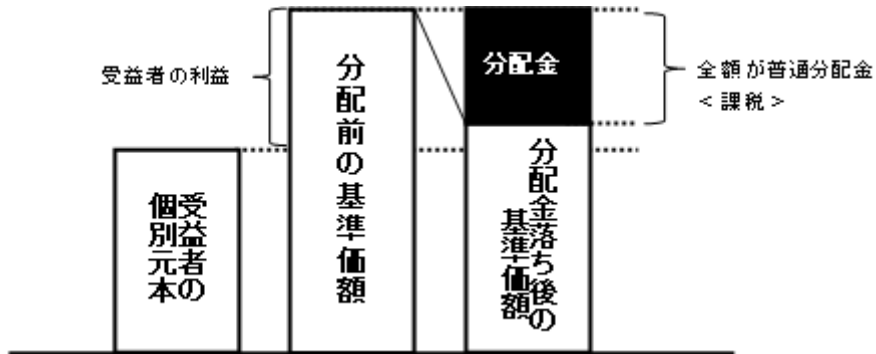 受益者の利益
受益者の
個別元本
分配前の基準価額
分配金
分配金落ち後の
基準価額
全額が普通分配金
＜課税＞